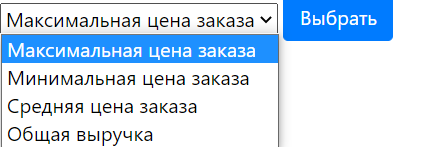 Максимальная цена заказа Выбрать
Максимальная цена заказа
Минимальная цена заказа
Средняя цена заказа
Общая выручка